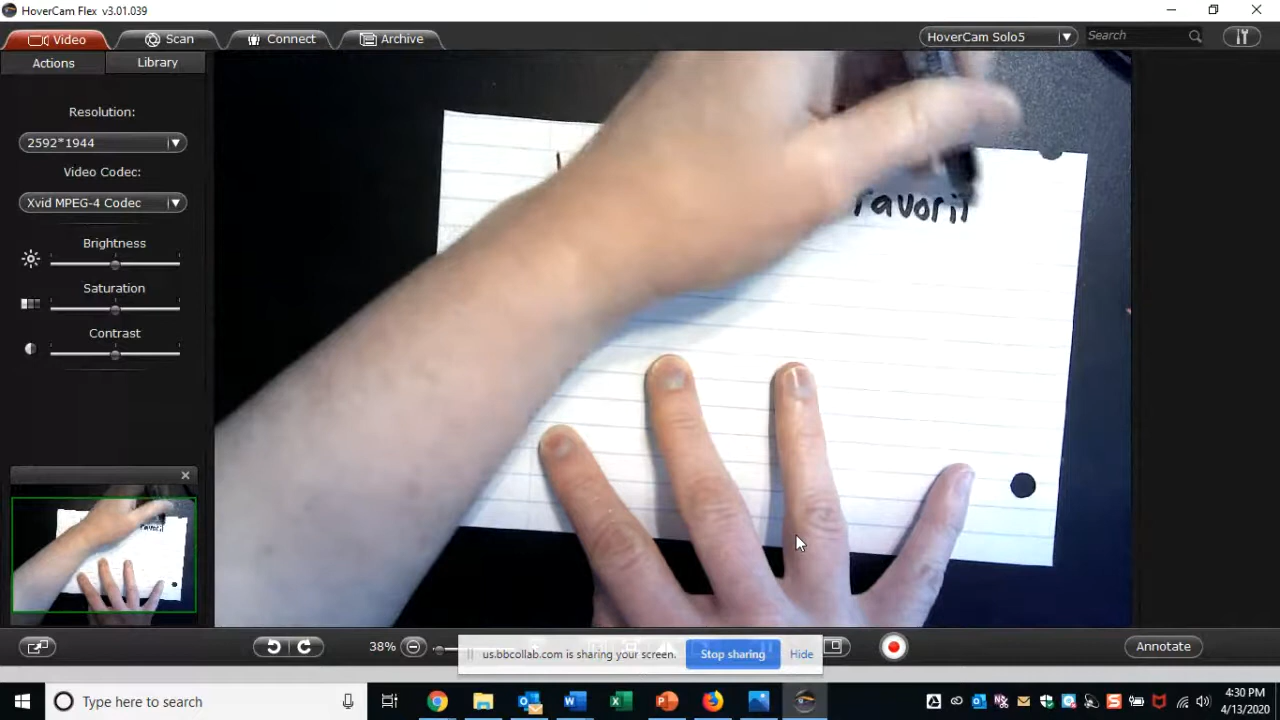 HoverCam Flex v3.01.039
Video
Scan
Connect
Archive
HoverCam Solo5
Search
Actions
Library
Resolution:
2592*1944
Video Codec:
Xvid MPEG-4 Codec
Brightness
Saturation
Contrast
favorit
38%
us.bbcollab.com is sharing your screen.
Stop sharing
Hide
Annotate
Type here to search
4:30 PM
4/13/2020